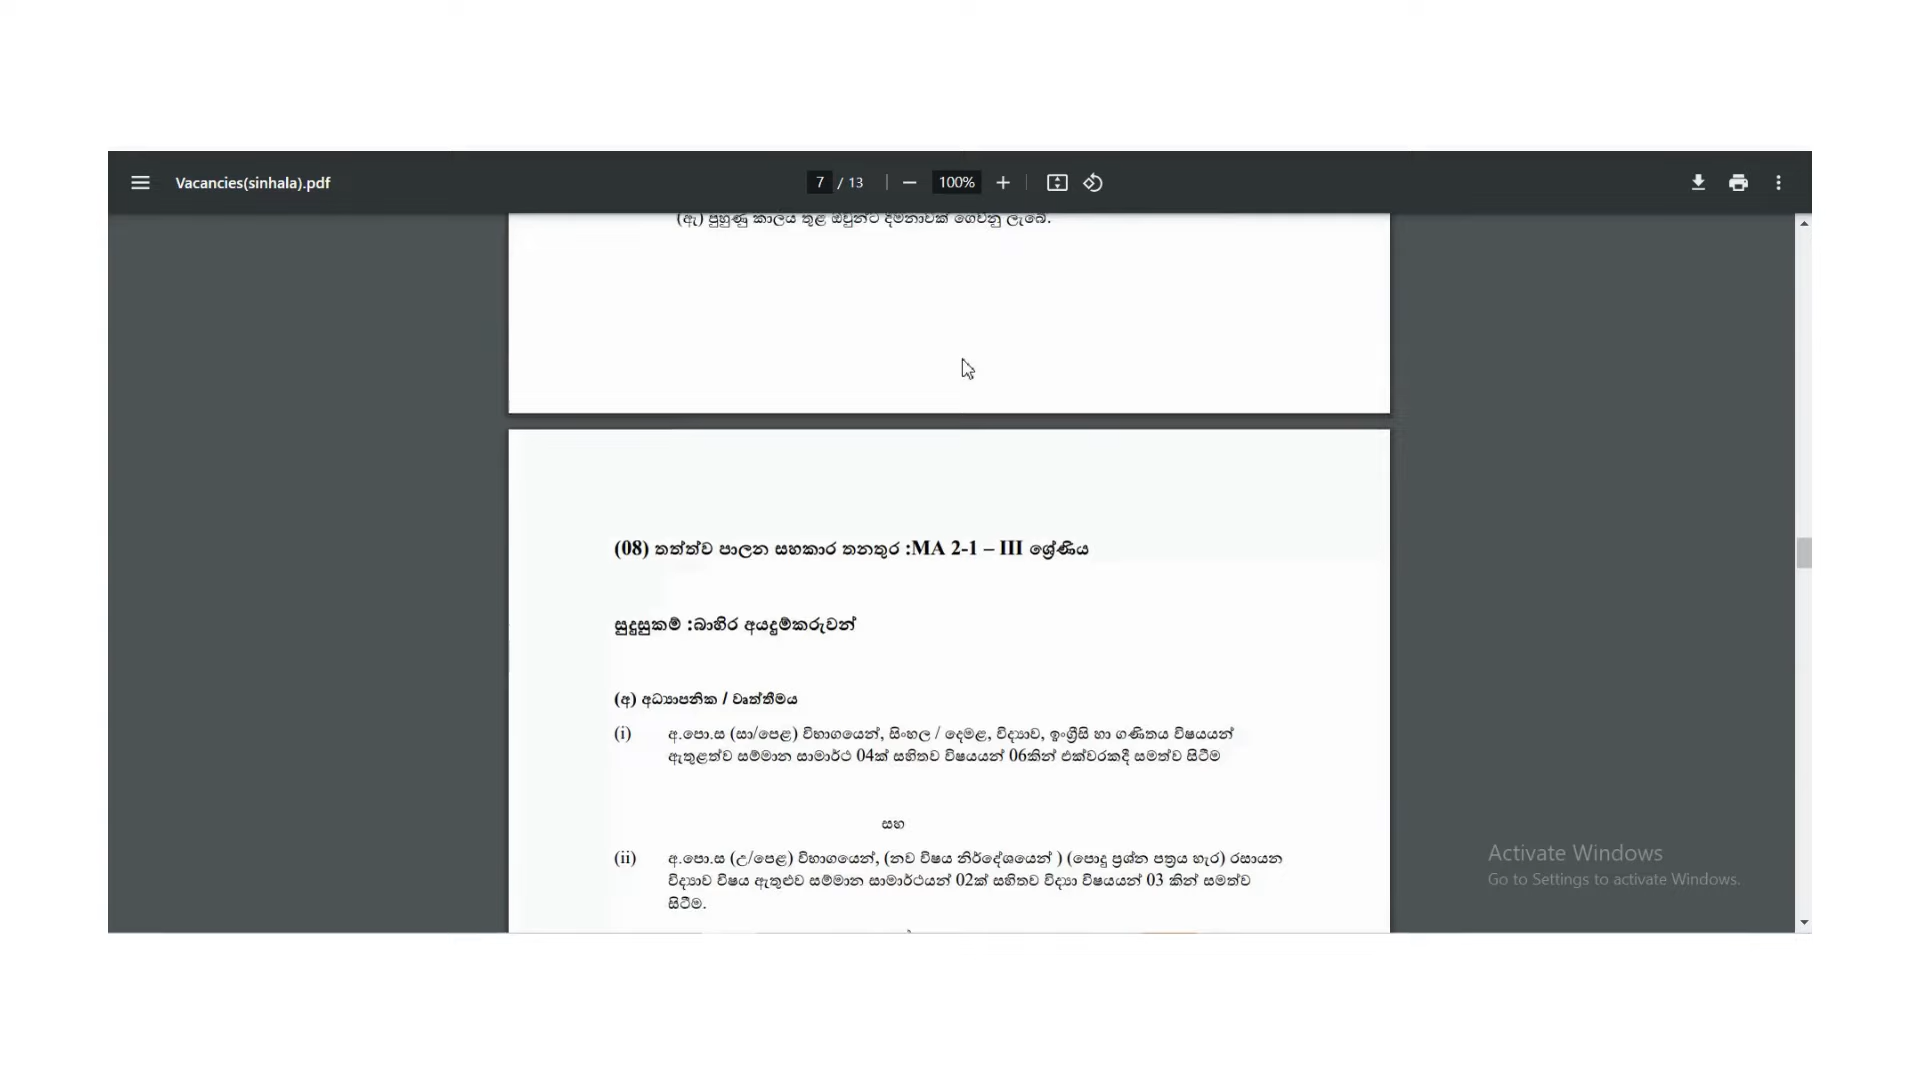 Vacancies(sinhala).pdf
7 / 13
100%
(ඇ) පුහුණු කාලය තුළ ඔවුන්ට දීමනාවක් ගෙවනු ලැබේ.
(08) තත්ත්ව පාලන සහකාර තනතුර :MA 2-1 – III ශ්‍රේණිය
සුදුසුකම් :බාහිර අයදුම්කරුවන්
(අ) අධ්‍යාපනික / වෘත්තීමය
(i) අ.පො.ස (සා/පෙළ) විභාගයෙන්, සිංහල / දෙමළ, විද්‍යාව, ඉංග්‍රීසි හා ගණිතය විෂයයන්
ඇතුළත්ව සම්මාන සාමාර්ථ 04ක් සහිතව විෂයයන් 06කින් එක්වරකදී සමත්ව සිටීම
සහ
(ii) අ.පො.ස (උ/පෙළ) විභාගයෙන්, (නව විෂය නිර්දේශයෙන් ) (පොදු ප්‍රශ්න පත්‍රය හැර) රසායන
විද්‍යාව විෂය ඇතුළුව සම්මාන සාමාර්ථයන් 02ක් සහිතව විද්‍යා විෂයයන් 03 කින් සමත්ව
සිටීම.
Activate Windows
Go to Settings to activate Windows.